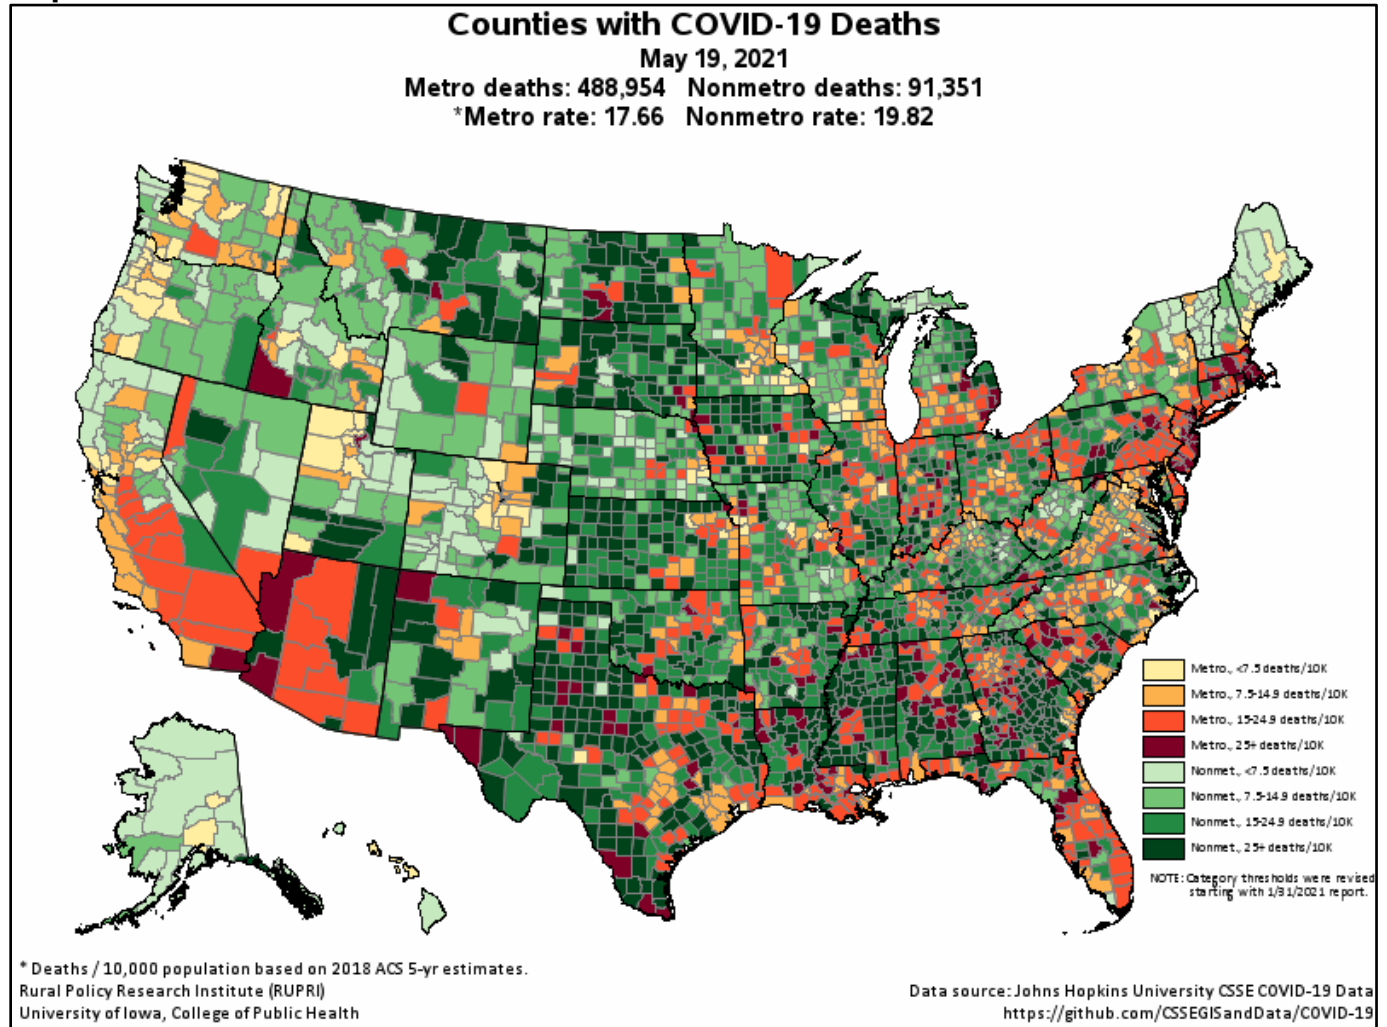 Counties with COVID-19 Deaths
May 19, 2021
Metro deaths: 488,954 Nonmetro deaths: 91,351
*Metro rate: 17.66 Nonmetro rate: 19.82
Metro., <7.5 deaths/10K
Metro., 7.5-14.9 deaths/10K
Metro., 15-24.9 deaths/10K
Metro., 25+ deaths/10K
Nonmet., <7.5 deaths/10K
Nonmet., 7.5-14.9 deaths/10K
Nonmet., 15-24.9 deaths/10K
Nonmet., 25+ deaths/10K
NOTE: Category thresholds were revised
starting with 1/31/2021 report.
* Deaths / 10,000 population based on 2018 ACS 5-yr estimates.
Rural Policy Research Institute (RUPRI)
University of Iowa, College of Public Health
Data source: Johns Hopkins University CSSE COVID-19 Data
https://github.com/CSSEGISandData/COVID-19